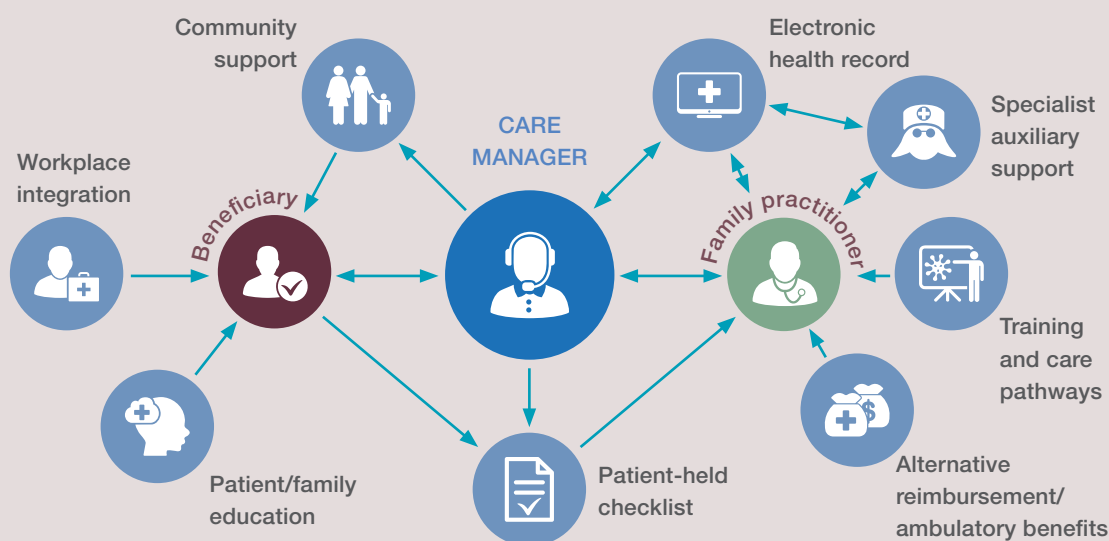 Community
support
Electronic
health record
Specialist
auxiliary
support
CARE
MANAGER
Workplace
integration
Beneficiary
Family practitioner
$
Training
and care
pathways
Patient/family
education
Patient-held
checklist
Alternative
reimbursement/
ambulatory benefits